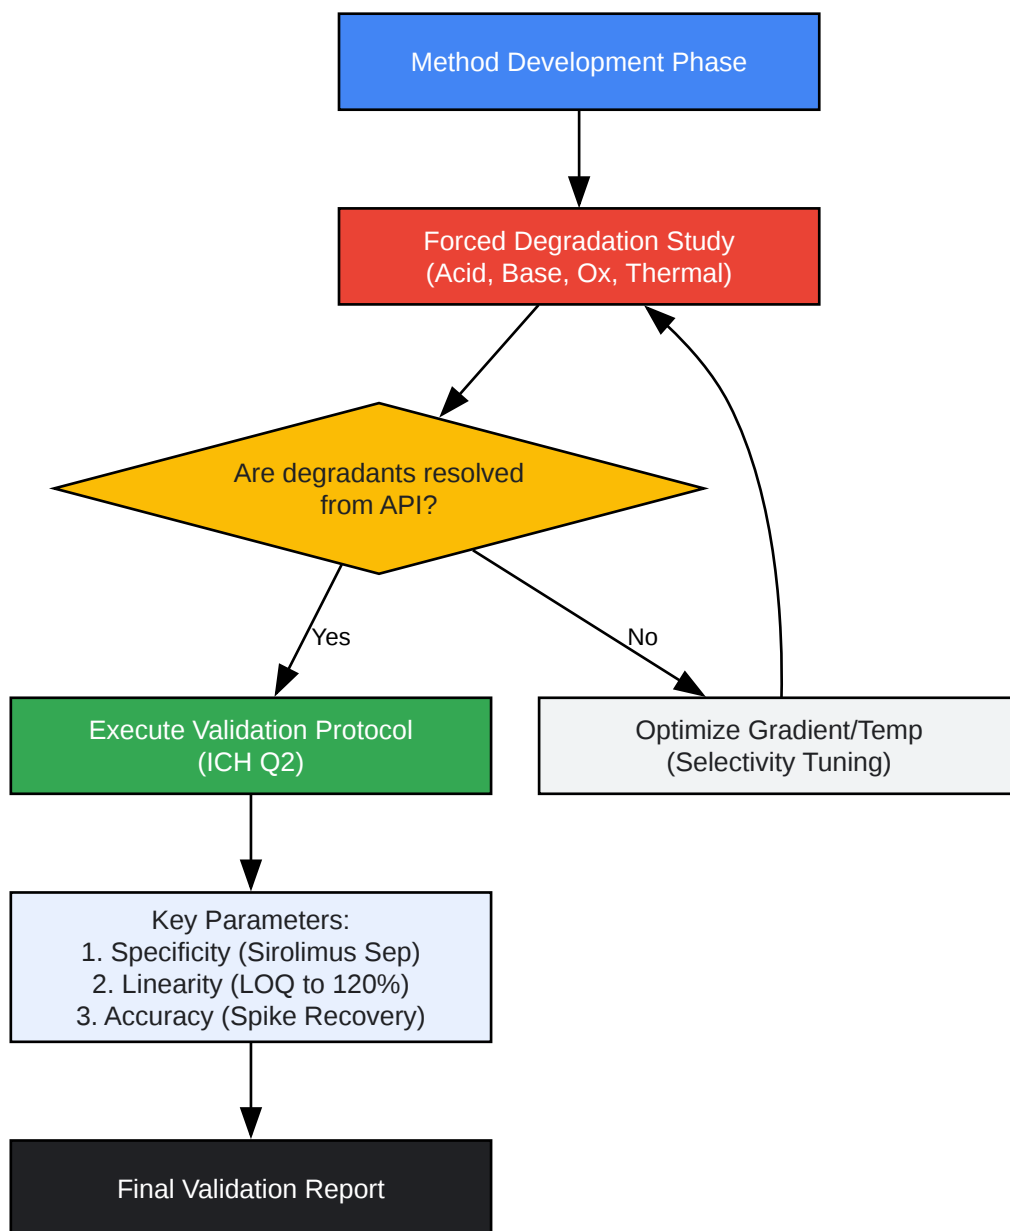 Method Development Phase
Forced Degradation Study
(Acid, Base, Ox, Thermal)
Are degradants resolved
from API?
Yes
No
Execute Validation Protocol
(ICH Q2)
Optimize Gradient/Temp
(Selectivity Tuning)
Key Parameters:
1. Specificity (Sirolimus Sep)
2. Linearity (LOQ to 120%)
3. Accuracy (Spike Recovery)
Final Validation Report